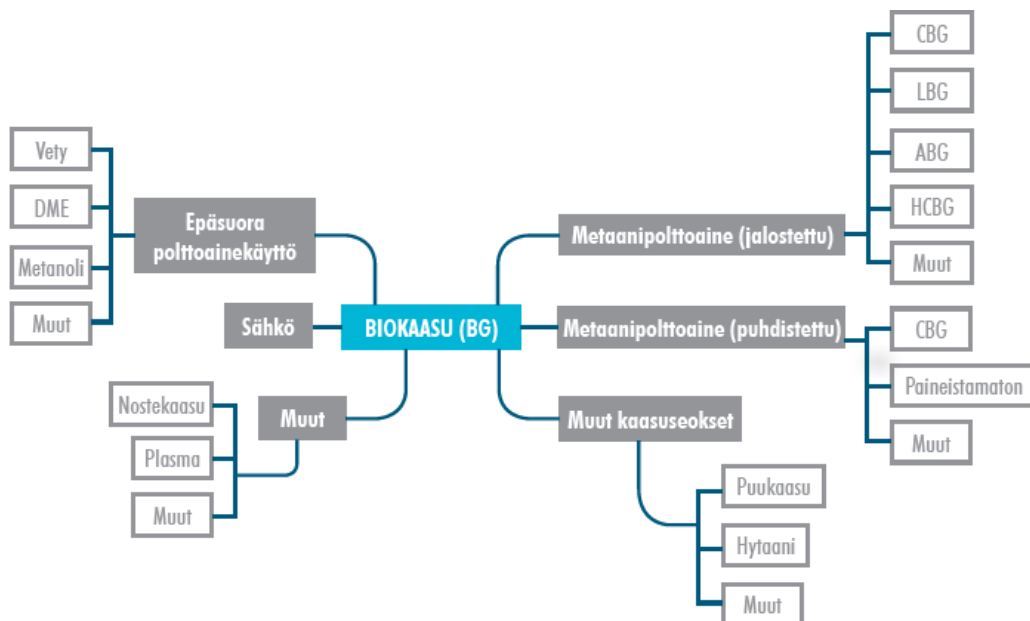 CBG
LBG
ABG
HCBG
Muut
Vety
DME
Metanoli
Muut
Epäsuora
polttoainekäyttö
Metaanipolttoaine (jalostettu)
Sähkö
BIOKAASU (BG)
Metaanipolttoaine (puhdistettu)
CBG
Paineistamaton
Muut
Nostekaasu
Plasma
Muut
Muut
Muut kaasuseokset
Puukaasu
Hytaani
Muut